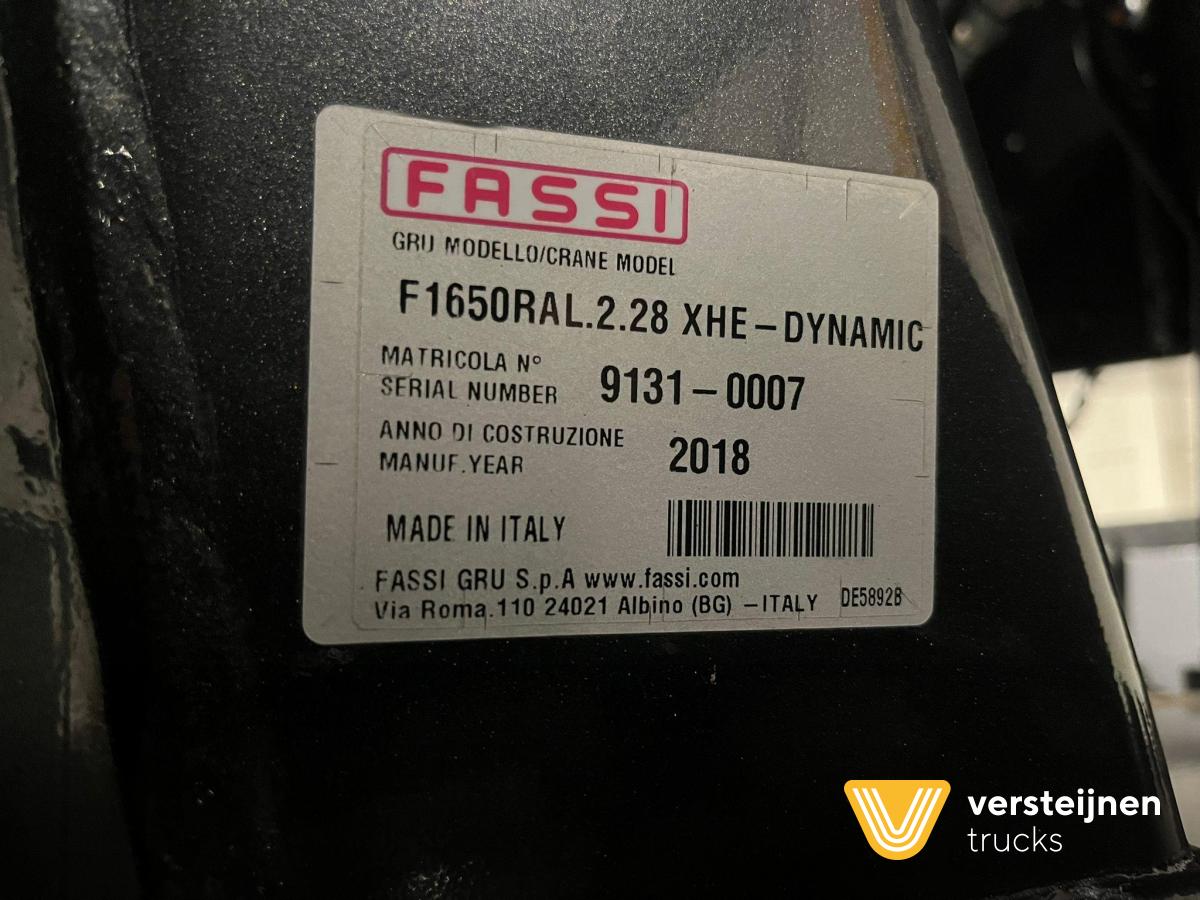 FASSI
GRU MODELLO/CRANE MODEL
F1650RAL.2.28 XHE-DYNAMIC
MATRICOLA N°
SERIAL NUMBER 9131-0007
ANNO DI COSTRUZIONE
MANUF.YEAR 2018
MADE IN ITALY
FASSI GRU S.p.A www.fassi.com
Via Roma.110 24021 Albino (BG) -ITALY DE5892B
versteijnen
trucks